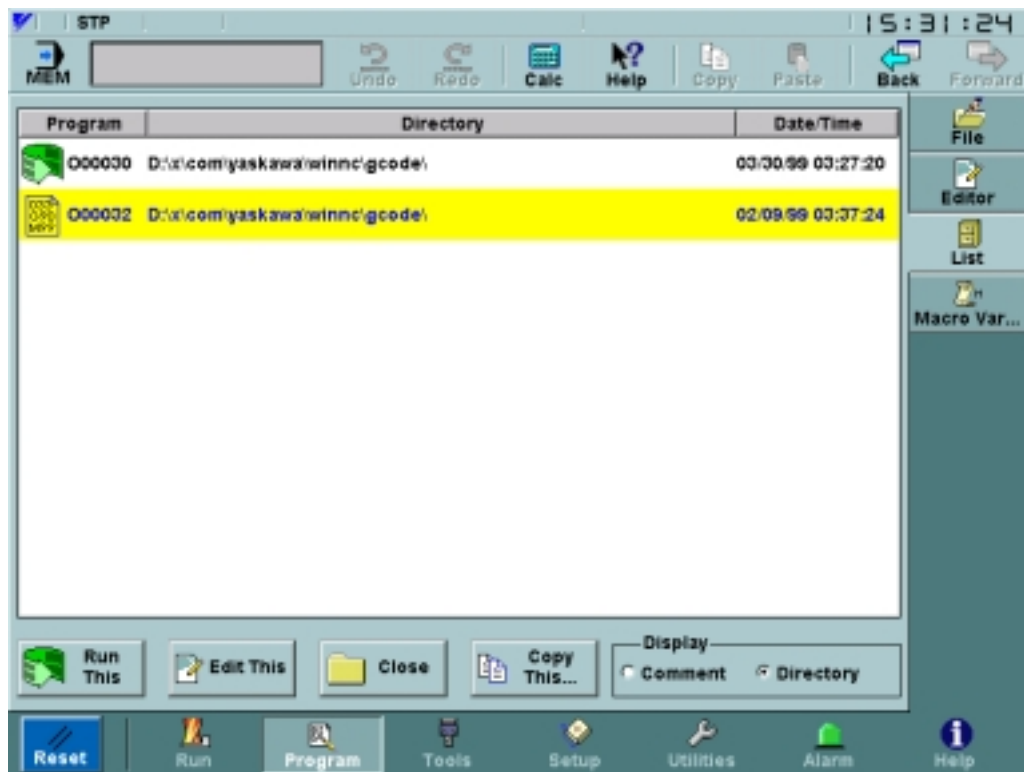 STP 15:31:24
MEM Undo Redo Calc Help Copy Paste Back Forward
Program Directory Date/Time
O00030 D:\x\com\yaskawa\winnc\gcode\ 03/30/99 03:27:20
O00032 D:\x\com\yaskawa\winnc\gcode\ 02/09/99 03:37:24
File
Editor
List
Macro Var...
Run This
Edit This
Close
Copy This...
Display
Comment Directory
Reset Run Program Tools Setup Utilities Alarm Help